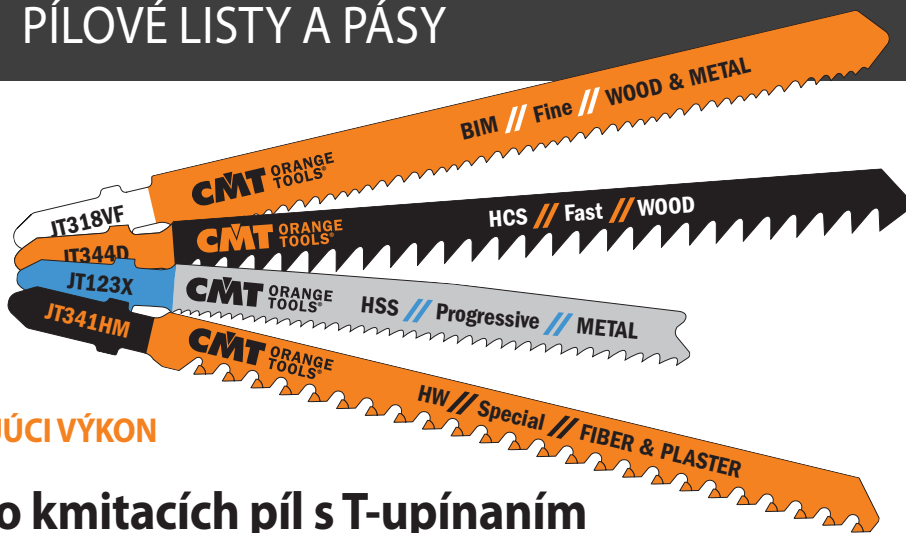 PÍLOVÉ LISTY A PÁSY
BIM // Fine // WOOD & METAL
CMT ORANGE TOOLS®
JT318VF
HCS // Fast // WOOD
CMT ORANGE TOOLS®
JT344D
JT123X
CMT ORANGE TOOLS®
HSS // Progressive // METAL
JT341HM
CMT ORANGE TOOLS®
HW // Special // FIBER & PLASTER
VÝKON
kmitacích píl s T-upínaním